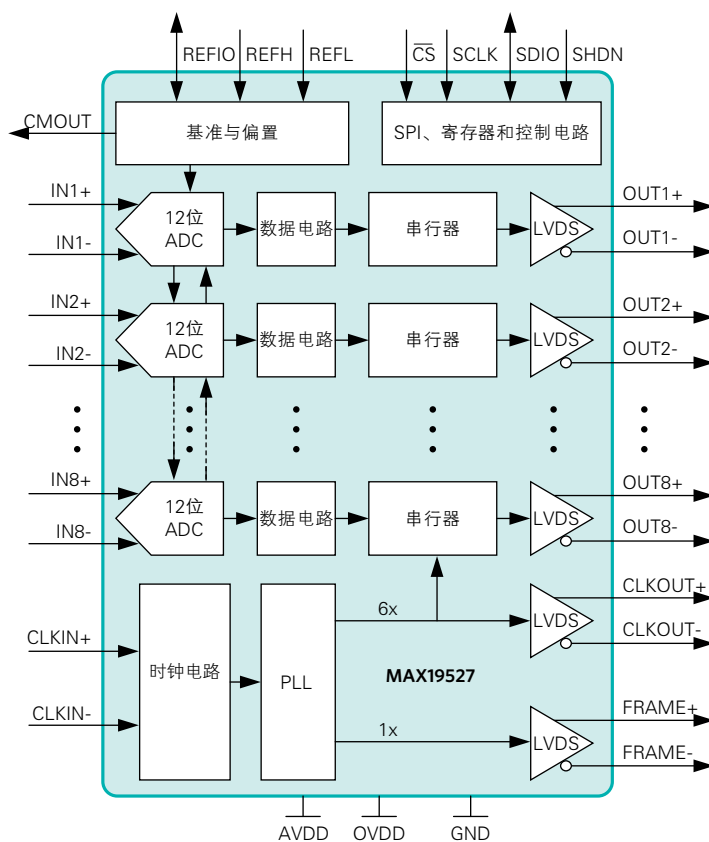 REFIO REFH REFL C̅S̅ SCLK SDIO SHDN
CMOUT
基准与偏置
SPI、寄存器和控制电路
IN1+
IN1-
12位
ADC
数据电路
串行器
LVDS
OUT1+
OUT1-
IN2+
IN2-
12位
ADC
数据电路
串行器
LVDS
OUT2+
OUT2-
IN8+
IN8-
12位
ADC
数据电路
串行器
LVDS
OUT8+
OUT8-
CLKIN+
CLKIN-
时钟电路
PLL
6x
LVDS
CLKOUT+
CLKOUT-
MAX19527
1x
LVDS
FRAME+
FRAME-
AVDD OVDD GND